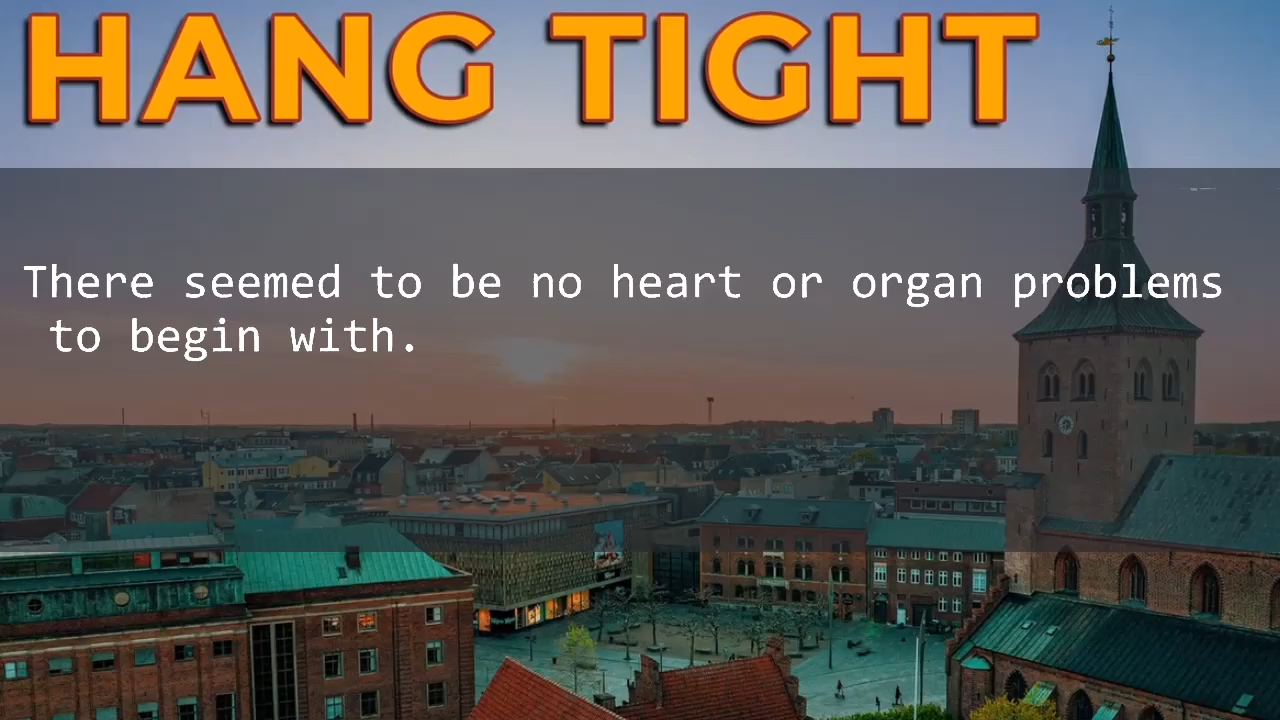 HANG TIGHT
There seemed to be no heart or organ problems
to begin with.